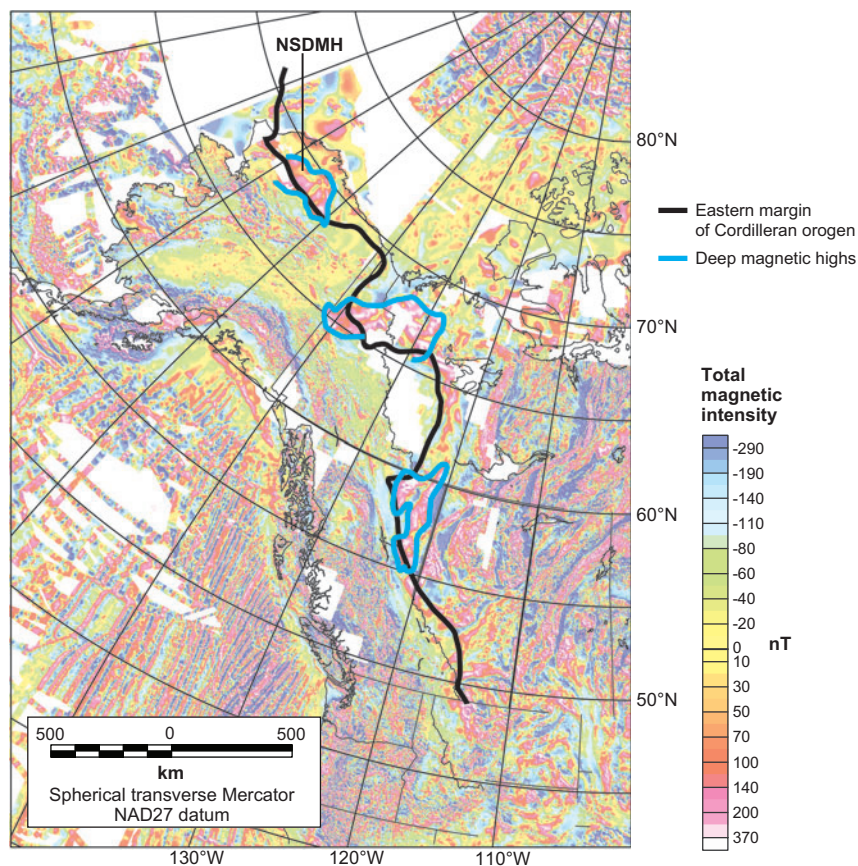 NSDMH
80°N
Eastern margin
of Cordilleran orogen
Deep magnetic highs
70°N
Total
magnetic
intensity
-290
-190
-140
-110
-80
-60
-40
-20
0
10
30
50
70
100
140
200
370
nT
60°N
50°N
500 0 500
km
Spherical transverse Mercator
NAD27 datum
130°W 120°W 110°W